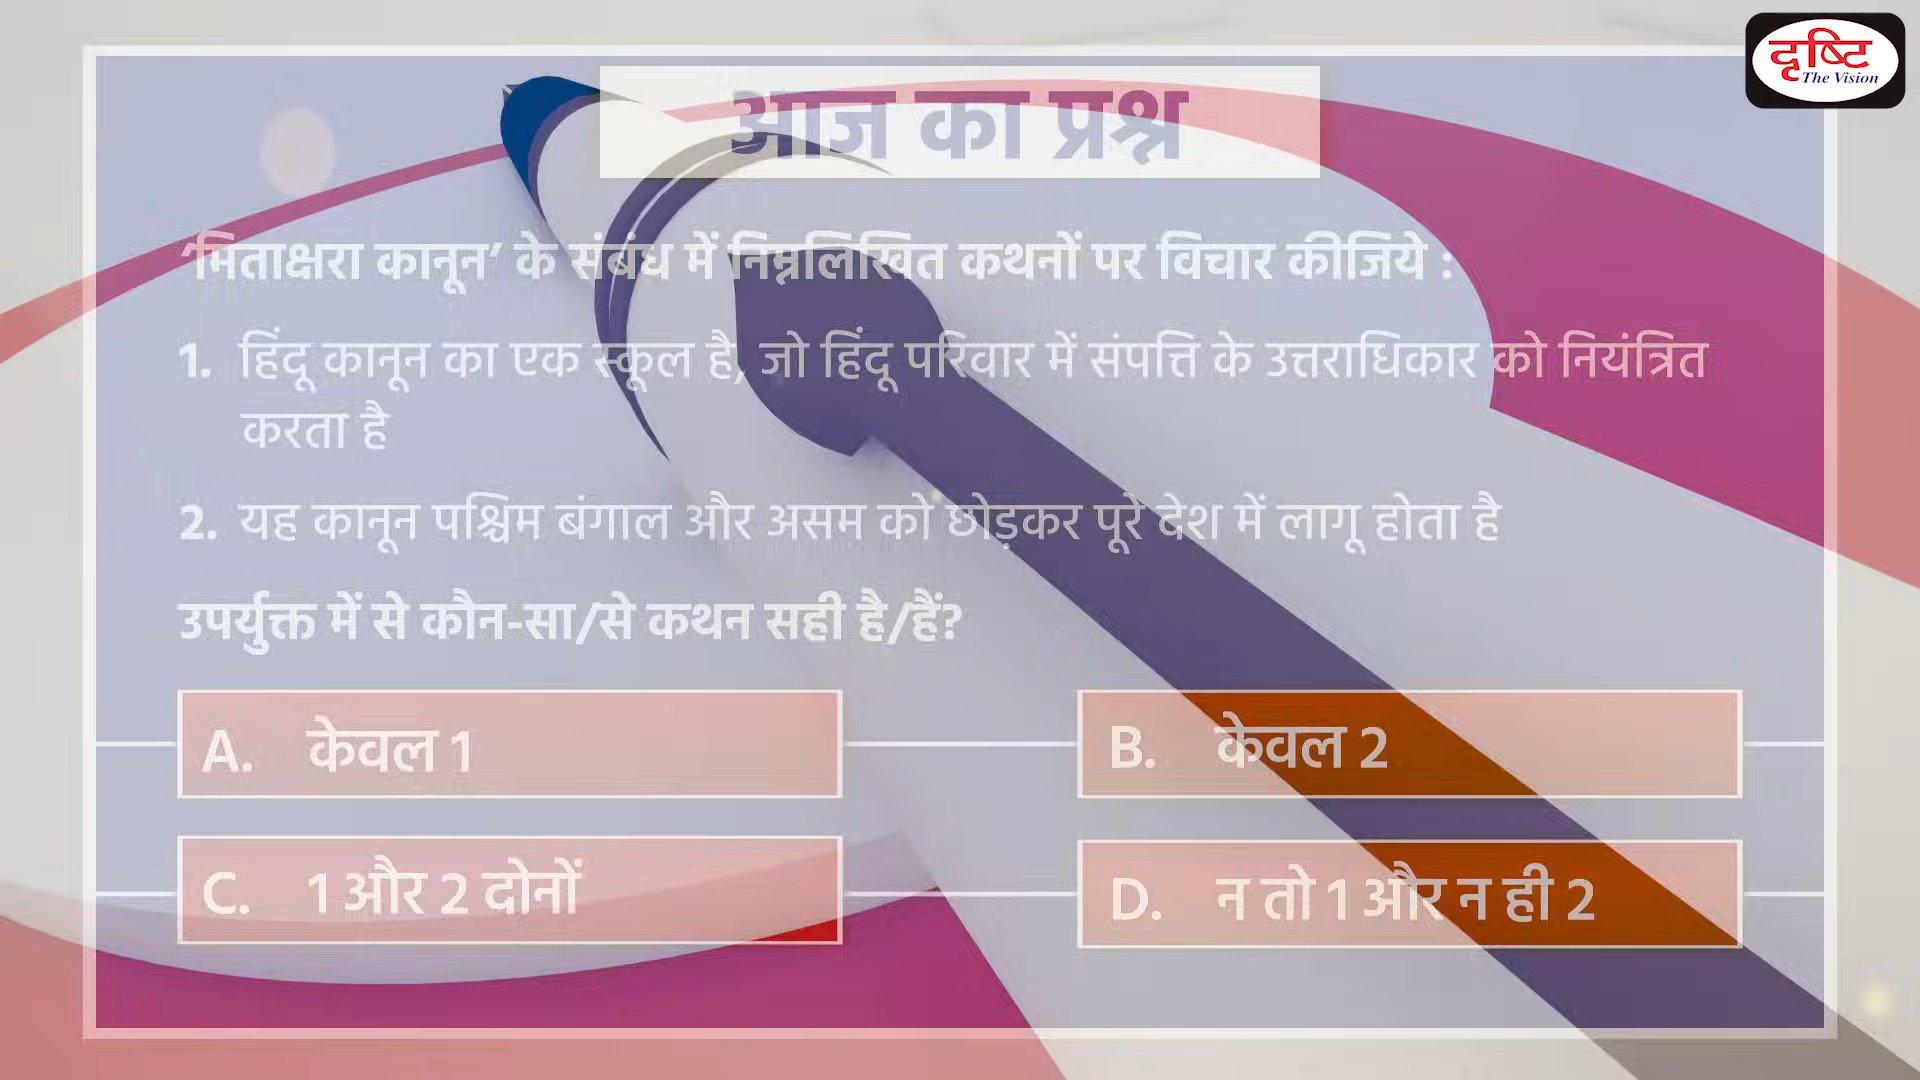 दृष्टि
The Vision
आज का प्रश्न
‘मिताक्षरा कानून’ के संबंध में निम्नलिखित कथनों पर विचार कीजिये :
1. हिंदू कानून का एक स्कूल है, जो हिंदू परिवार में संपत्ति के उत्तराधिकार को नियंत्रित
करता है
2. यह कानून पश्चिम बंगाल और असम को छोड़कर पूरे देश में लागू होता है
उपर्युक्त में से कौन-सा/से कथन सही है/हैं?
A. केवल 1
B. केवल 2
C. 1 और 2 दोनों
D. न तो 1 और न ही 2